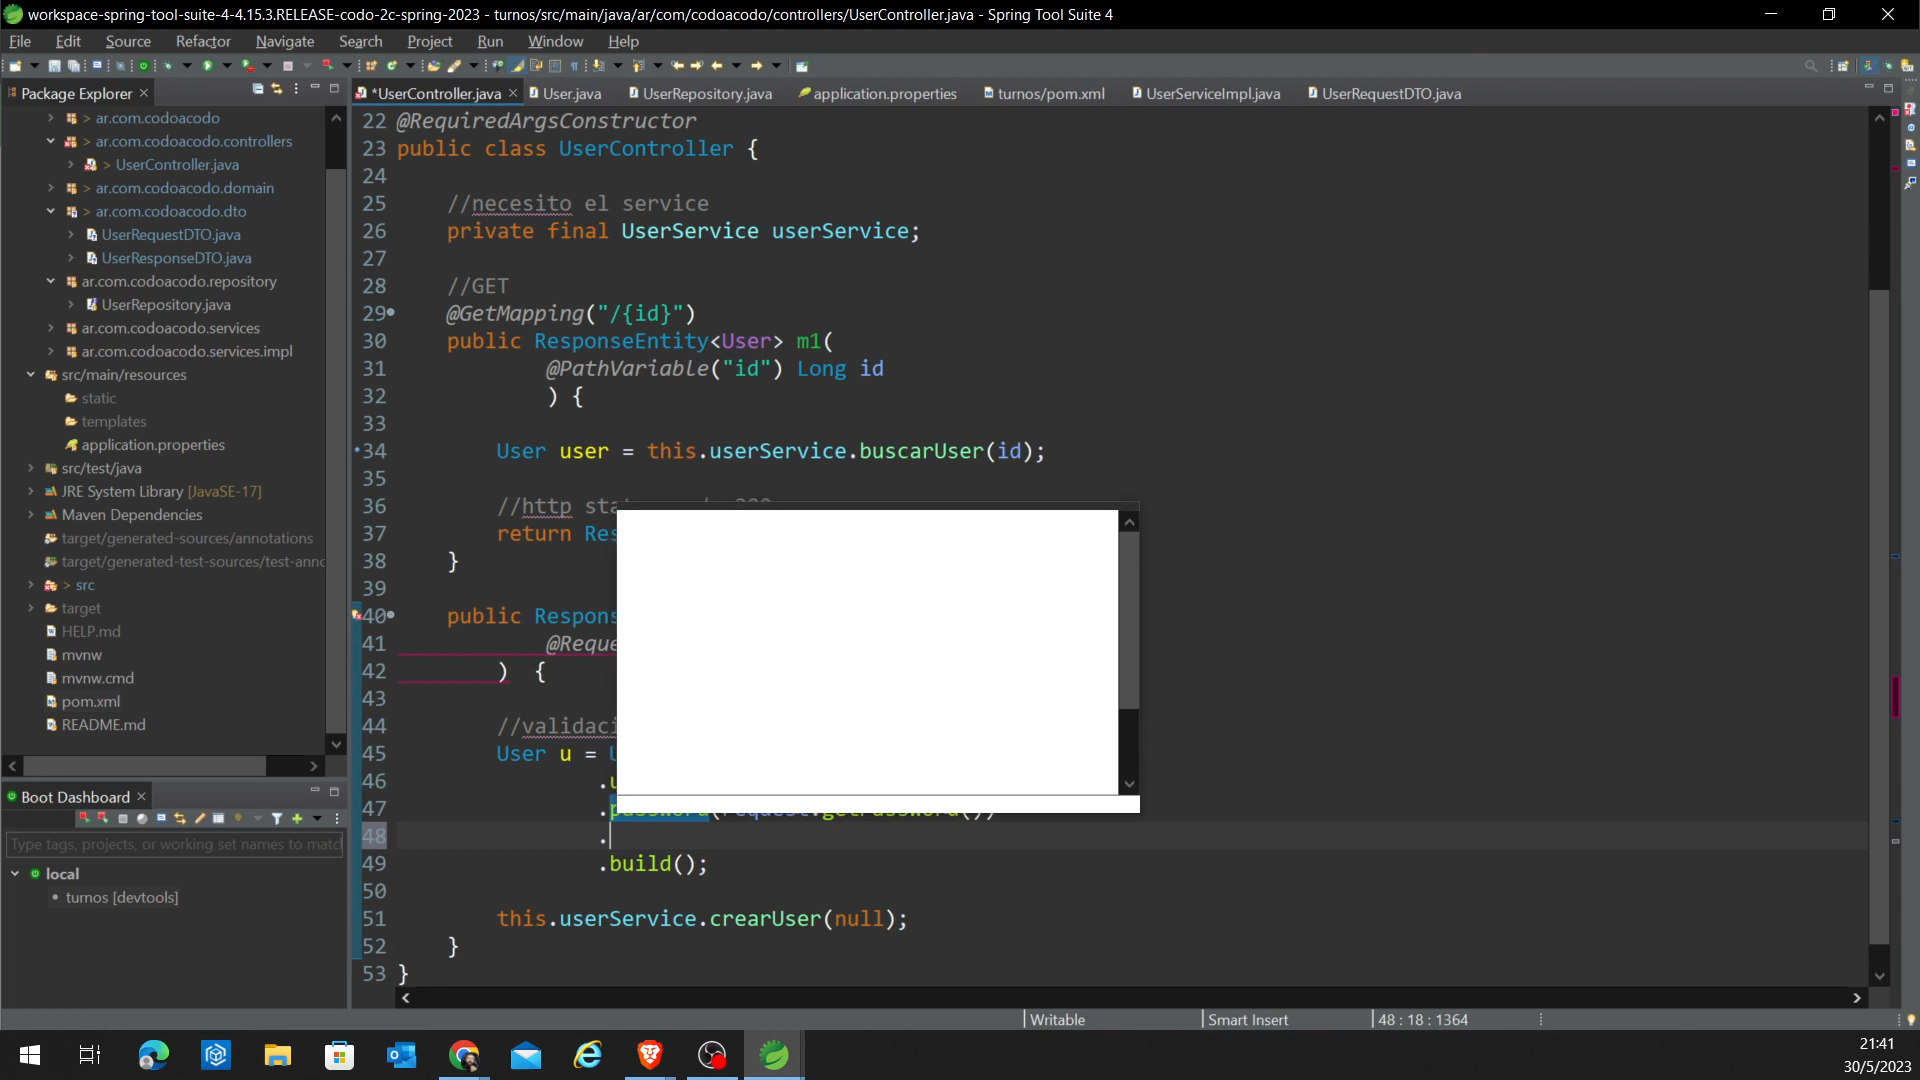 workspace-spring-tool-suite-4-4.15.3.RELEASE-codo-2c-spring-2023 - turnos/src/main/java/ar/com/codoacodo/controllers/UserController.java - Spring Tool Suite 4
File Edit Source Refactor Navigate Search Project Run Window Help
Package Explorer
*UserController.java User.java UserRepository.java application.properties turnos/pom.xml UserServiceImpl.java UserRequestDTO.java
> ar.com.codoacodo
> ar.com.codoacodo.controllers
> UserController.java
> ar.com.codoacodo.domain
> ar.com.codoacodo.dto
UserRequestDTO.java
UserResponseDTO.java
ar.com.codoacodo.repository
UserRepository.java
ar.com.codoacodo.services
ar.com.codoacodo.services.impl
src/main/resources
static
templates
application.properties
src/test/java
JRE System Library [JavaSE-17]
Maven Dependencies
target/generated-sources/annotations
target/generated-test-sources/test-anno
> src
target
HELP.md
mvnw
mvnw.cmd
pom.xml
README.md
Boot Dashboard
Type tags, projects, or working set names to match
local
turnos [devtools]
22 @RequiredArgsConstructor
23 public class UserController {
24
25 //necesito el service
26 private final UserService userService;
27
28 //GET
29 @GetMapping("/{id}")
30 public ResponseEntity<User> m1(
31 @PathVariable("id") Long id
32 ) {
33
34 User user = this.userService.buscarUser(id);
35
36 //http sta
37 return Res
38 }
39
40 public Respons
41 @Reque
42 ) {
43
44 //validaci
45 User u = U
46 .u
47 .password(request.getPassword())
48 .
49 .build();
50
51 this.userService.crearUser(null);
52 }
53 }
Writable Smart Insert 48 : 18 : 1364
21:41
30/5/2023